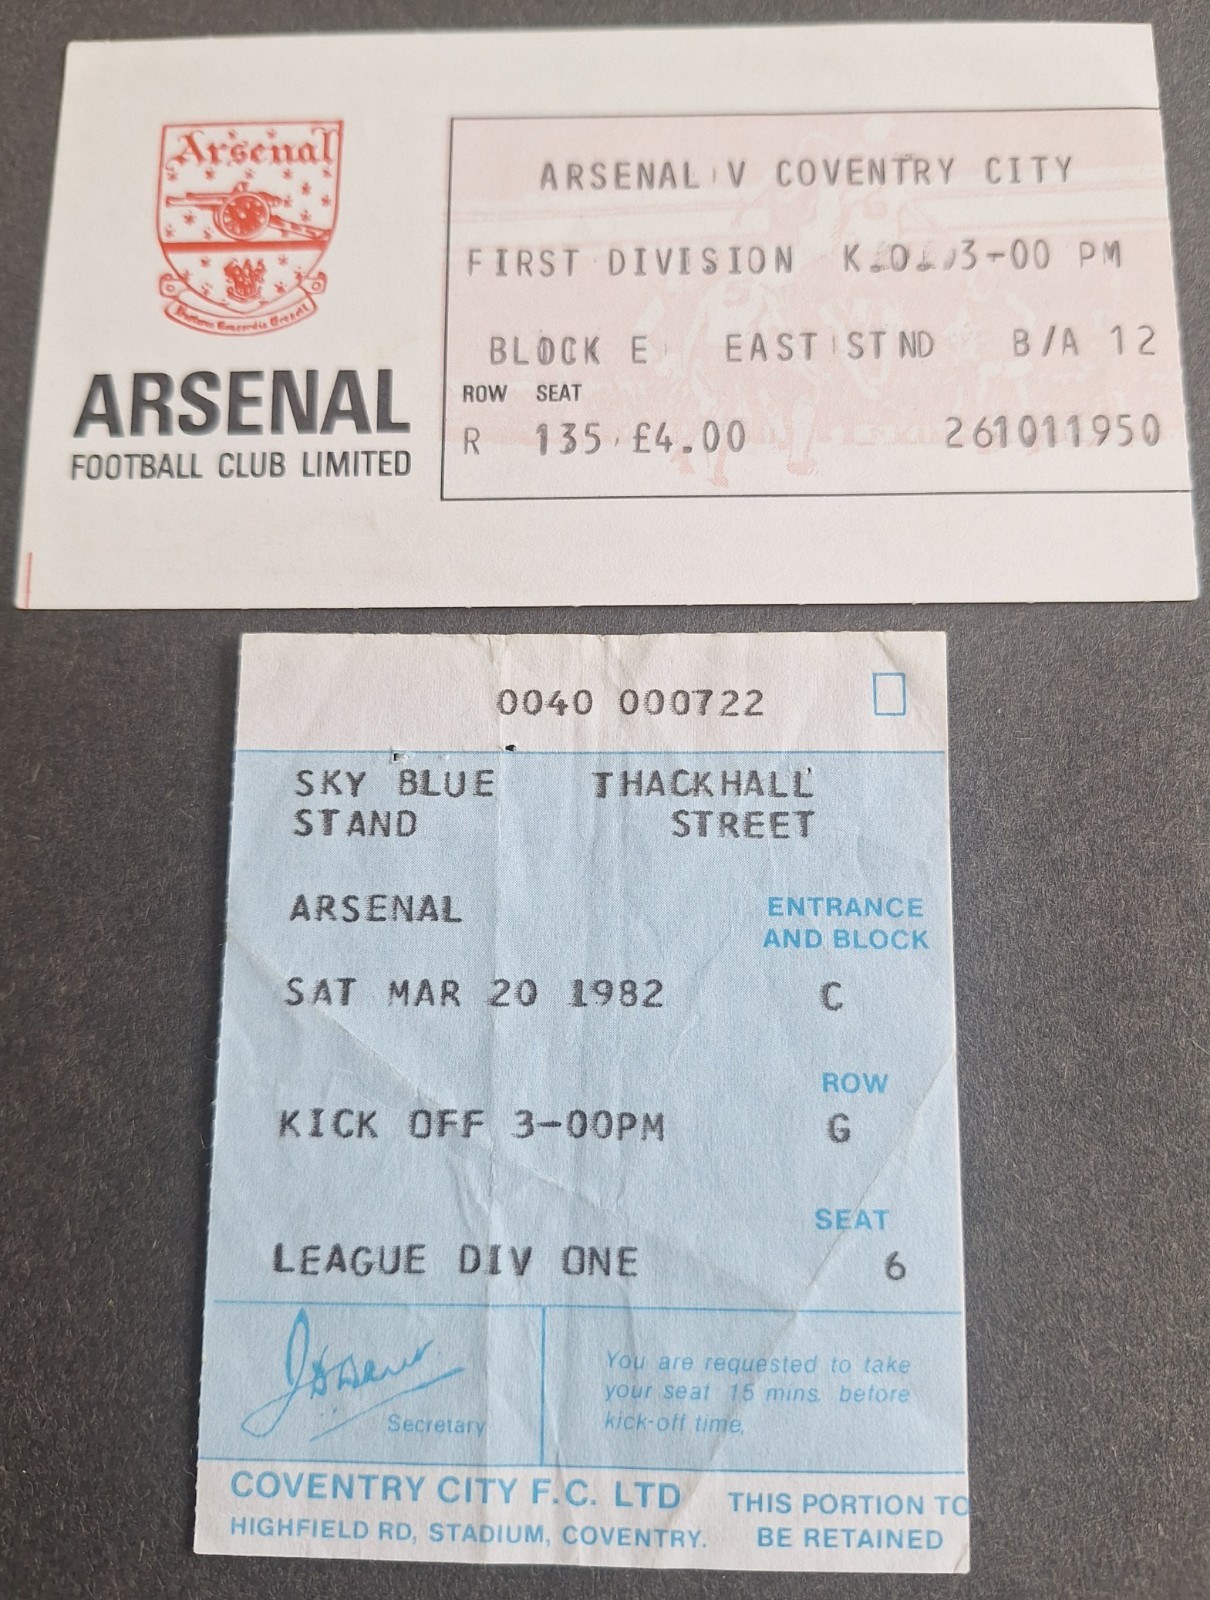 Arsenal
ARSENAL
FOOTBALL CLUB LIMITED
ARSENAL V COVENTRY CITY
FIRST DIVISION K.O. 3-00 PM
BLOCK E EAST STND B/A 12
ROW SEAT
R 135 £4.00 261011950
0040 000722
SKY BLUE THACKHALL
STAND STREET
ARSENAL
ENTRANCE
AND BLOCK
SAT MAR 20 1982 C
ROW
KICK OFF 3-00PM G
SEAT
LEAGUE DIV ONE 6
Secretary
You are requested to take
your seat 15 mins. before
kick-off time,
COVENTRY CITY F.C. LTD
HIGHFIELD RD, STADIUM, COVENTRY.
THIS PORTION TO
BE RETAINED